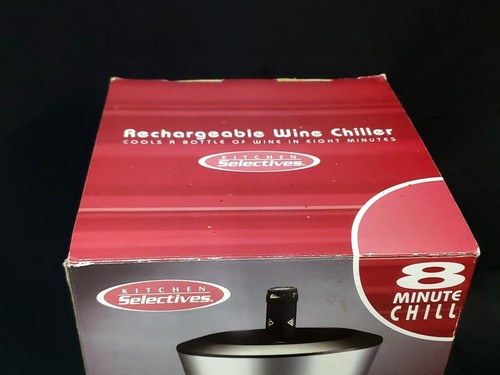 Rechargeable Wine Chiller
COOLS A BOTTLE OF WINE IN EIGHT MINUTES
KITCHEN
Selectives.
KITCHEN
Selectives.
8
MINUTE
CHILL